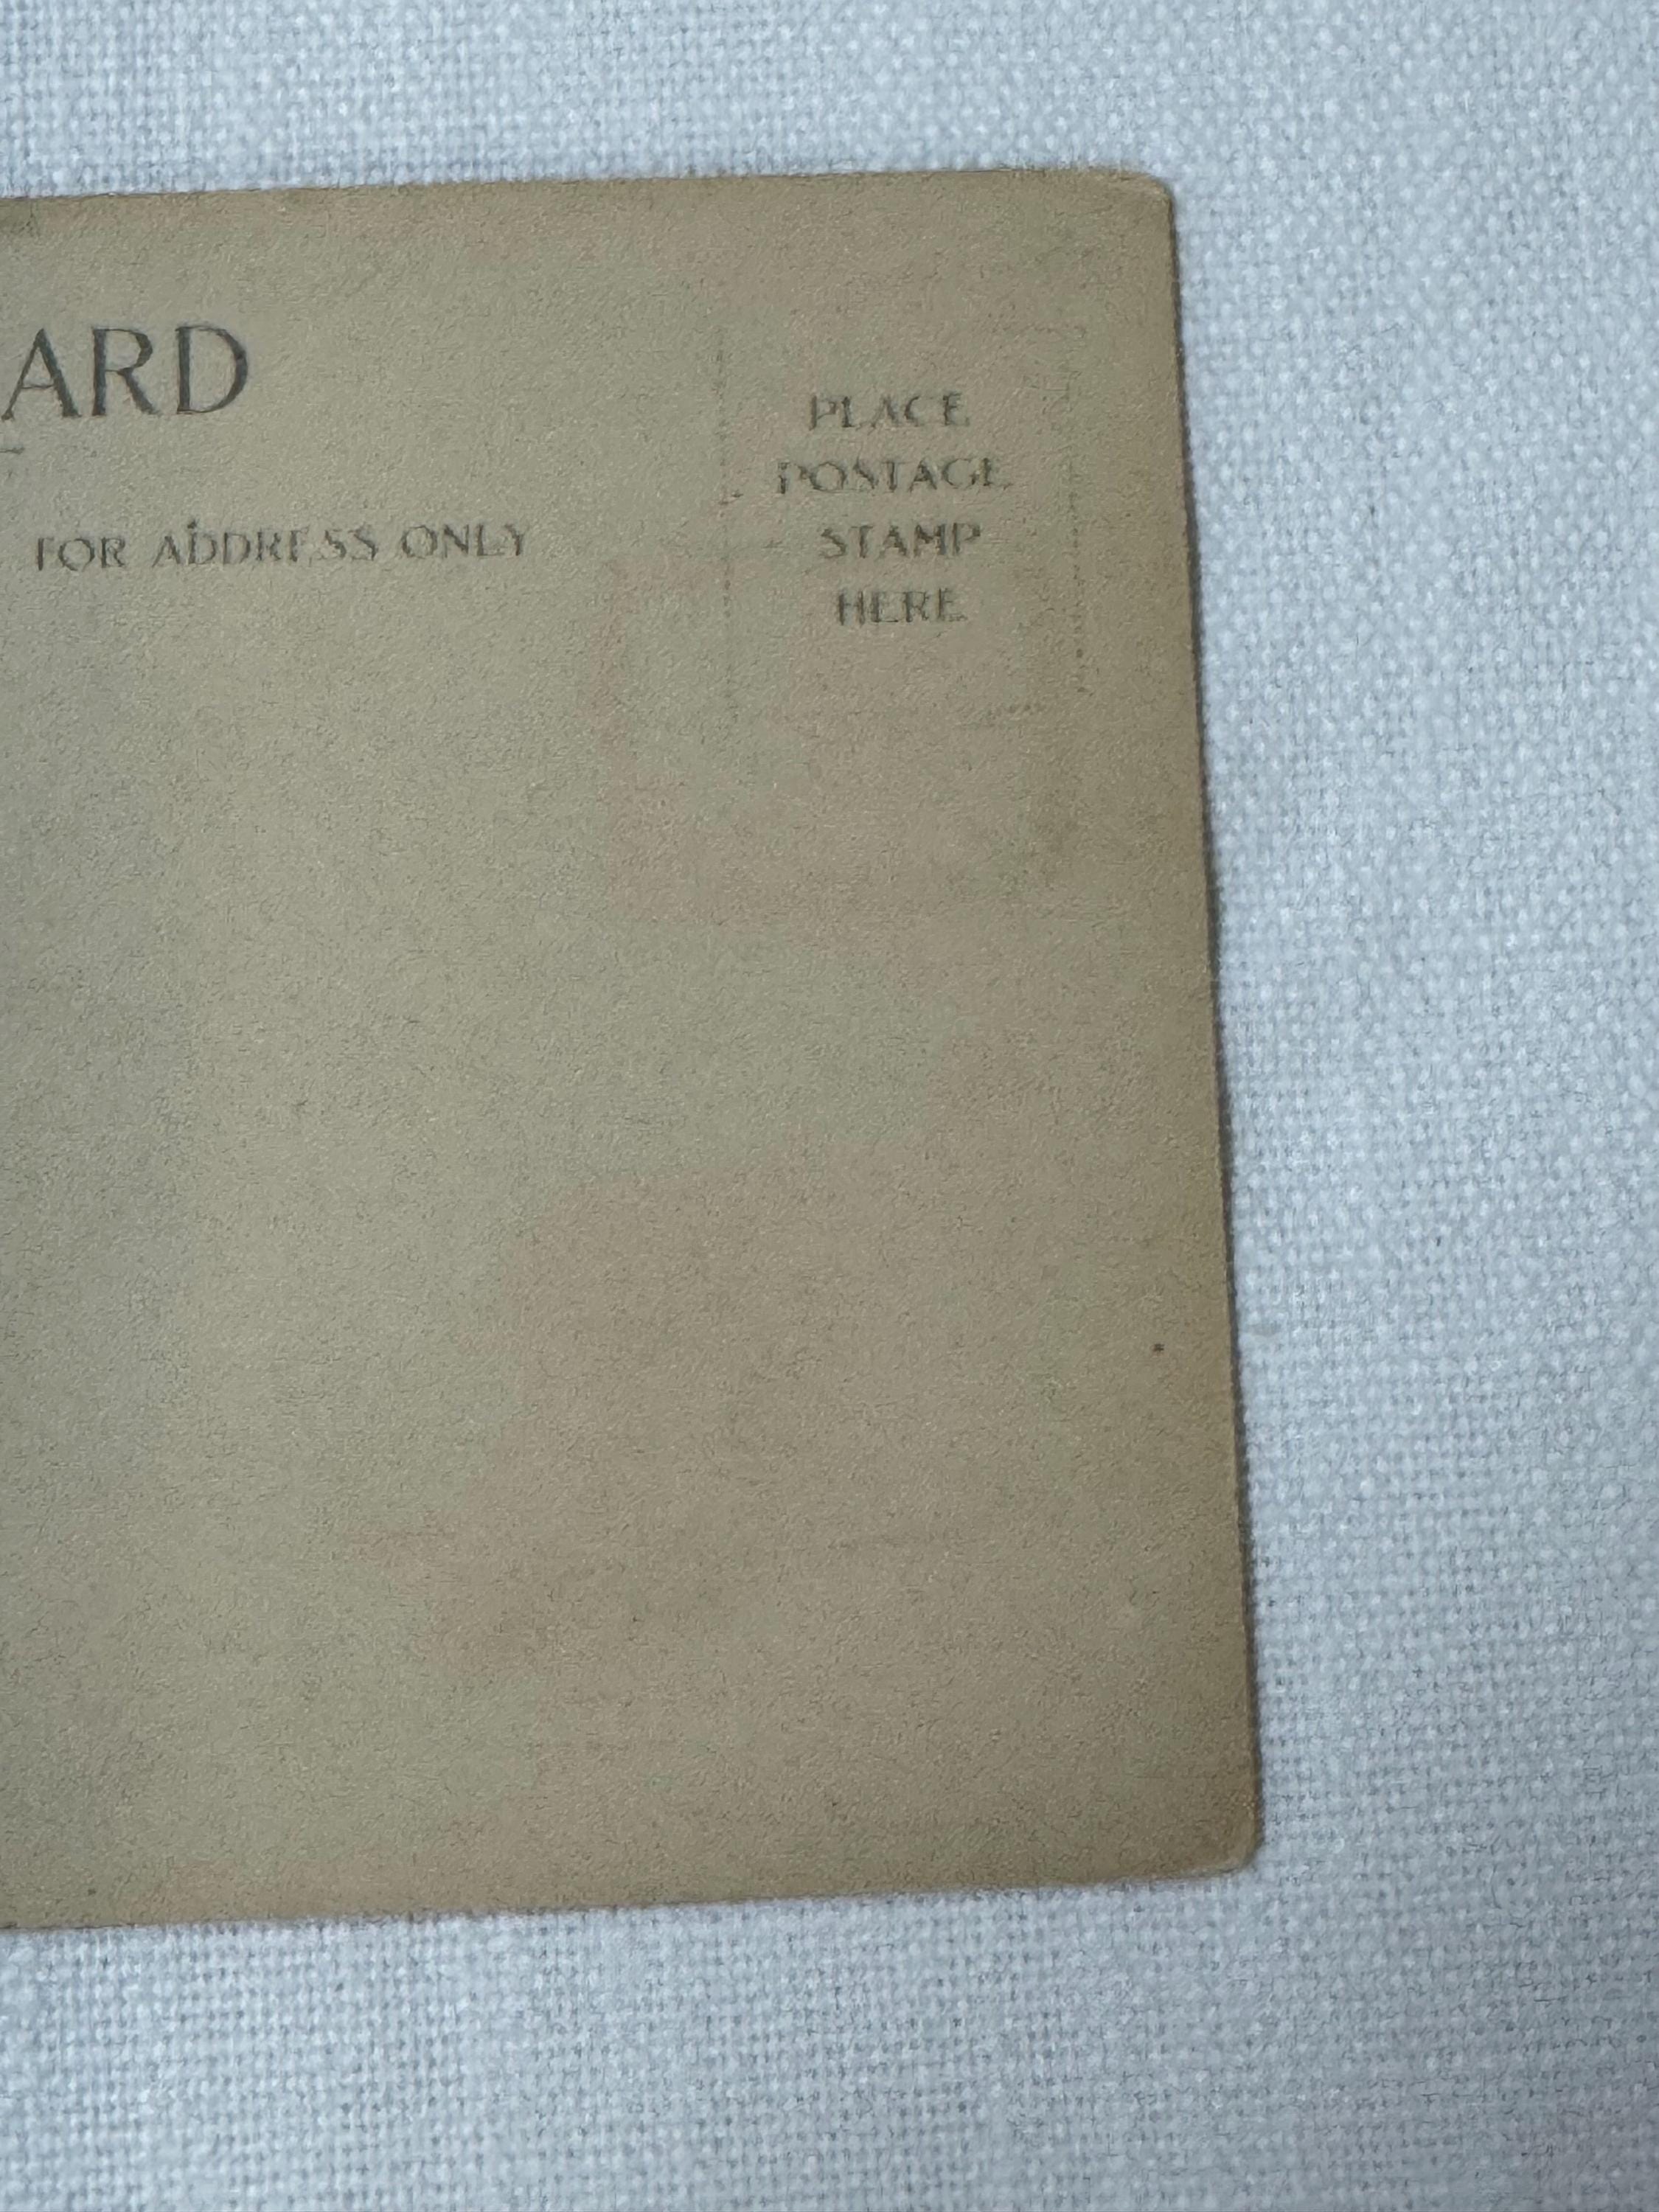 ARD
FOR ADDRESS ONLY
PLACE
POSTAGE
STAMP
HERE